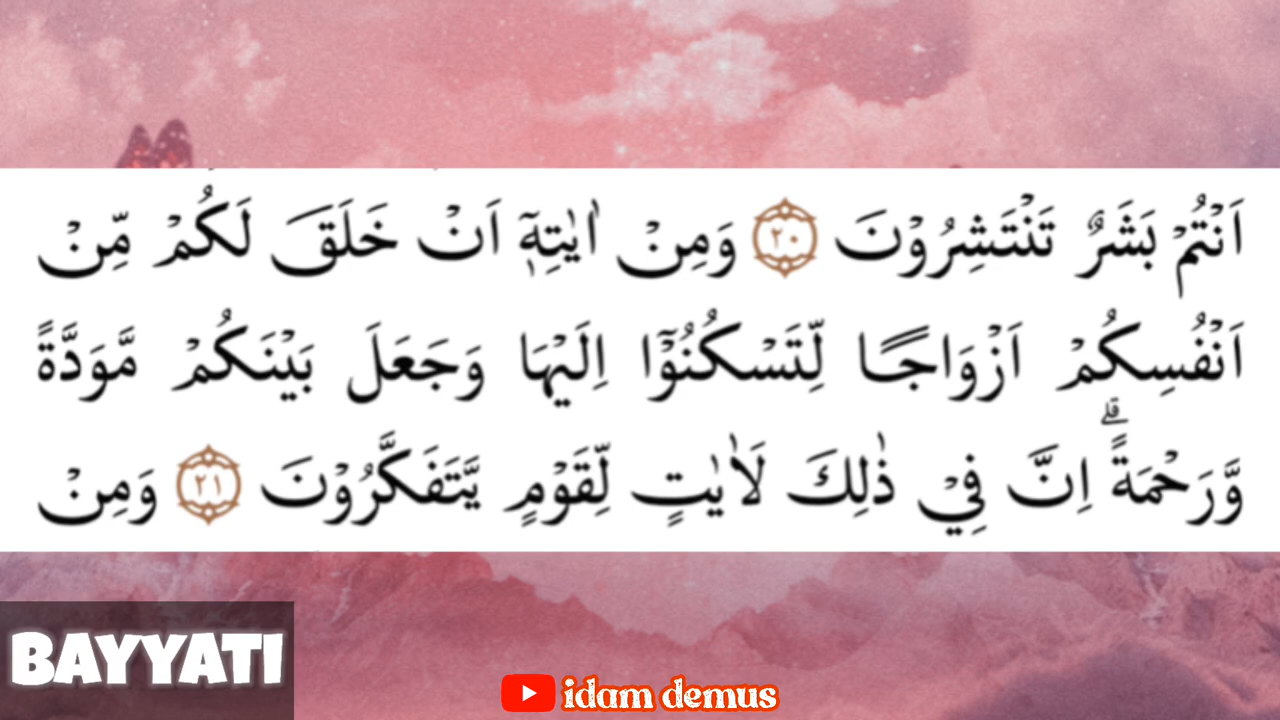 اَنْتُمْ بَشَرٌ تَنْتَشِرُوْنَ ۝٢٠ وَمِنْ اٰيٰتِهٖٓ اَنْ خَلَقَ لَكُمْ مِّنْ
اَنْفُسِكُمْ اَزْوَاجًا لِّتَسْكُنُوْٓا اِلَيْهَا وَجَعَلَ بَيْنَكُمْ مَّوَدَّةً
وَّرَحْمَةً ۗاِنَّ فِيْ ذٰلِكَ لَاٰيٰتٍ لِّقَوْمٍ يَّتَفَكَّرُوْنَ ۝٢١ وَمِنْ
BAYYATI
idam demus